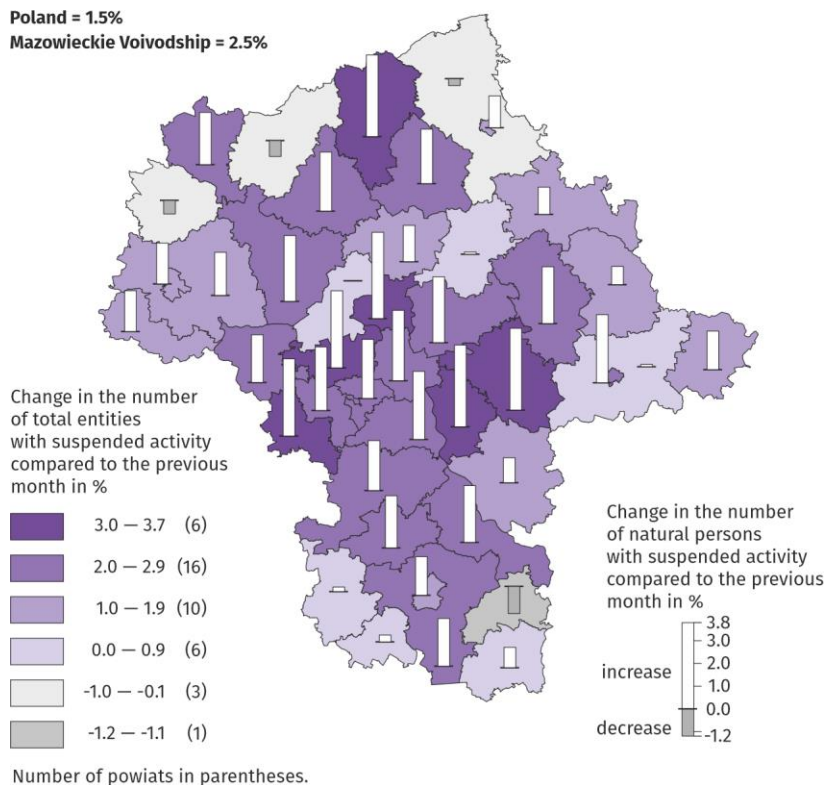 Poland = 1.5%
Mazowieckie Voivodship = 2.5%
Change in the number
of total entities
with suspended activity
compared to the previous
month in %
3.0 — 3.7 (6)
2.0 — 2.9 (16)
1.0 — 1.9 (10)
0.0 — 0.9 (6)
-1.0 — -0.1 (3)
-1.2 — -1.1 (1)
Number of powiats in parentheses.
Change in the number
of natural persons
with suspended activity
compared to the previous
month in %
3.8
3.0
2.0
increase
1.0
0.0
decrease
-1.2